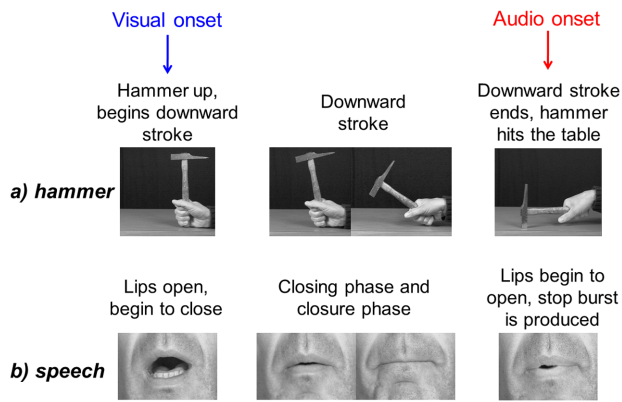 Visual onset
Audio onset
Hammer up,
begins downward
stroke
Downward
stroke
Downward stroke
ends, hammer
hits the table
a) hammer
Lips open,
begin to close
Closing phase and
closure phase
Lips begin to
open, stop burst
is produced
b) speech